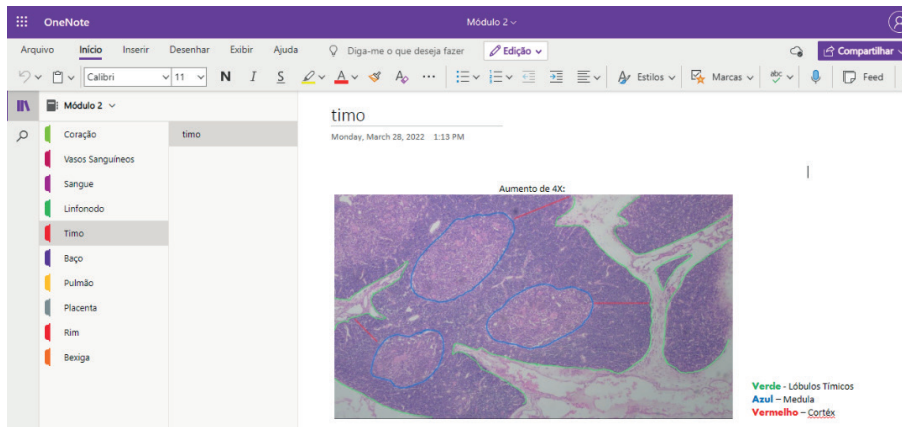 OneNote
Módulo 2
Arquivo Início Inserir Desenhar Exibir Ajuda Diga-me o que deseja fazer Edição Compartilhar
Calibri 11 N I S A A Estilos Marcas abc Feed
Módulo 2
Coração
Vasos Sanguíneos
Sangue
Linfonodo
Timo
Baço
Pulmão
Placenta
Rim
Bexiga
timo
timo
Monday, March 28, 2022 1:13 PM
Aumento de 4X:
Verde - Lóbulos Tímicos
Azul – Medula
Vermelho – Cortéx